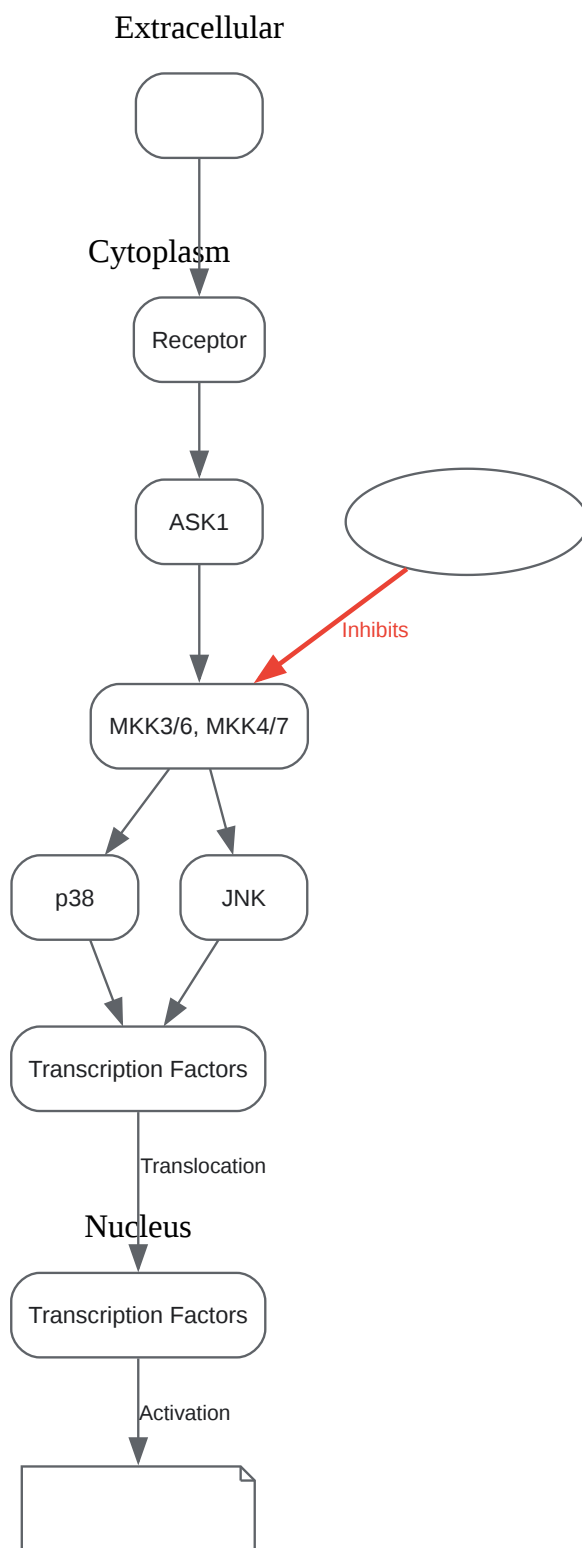 Extracellular
Cytoplasm
Receptor
ASK1
Inhibits
MKK3/6, MKK4/7
p38
JNK
Transcription Factors
Translocation
Nucleus
Transcription Factors
Activation